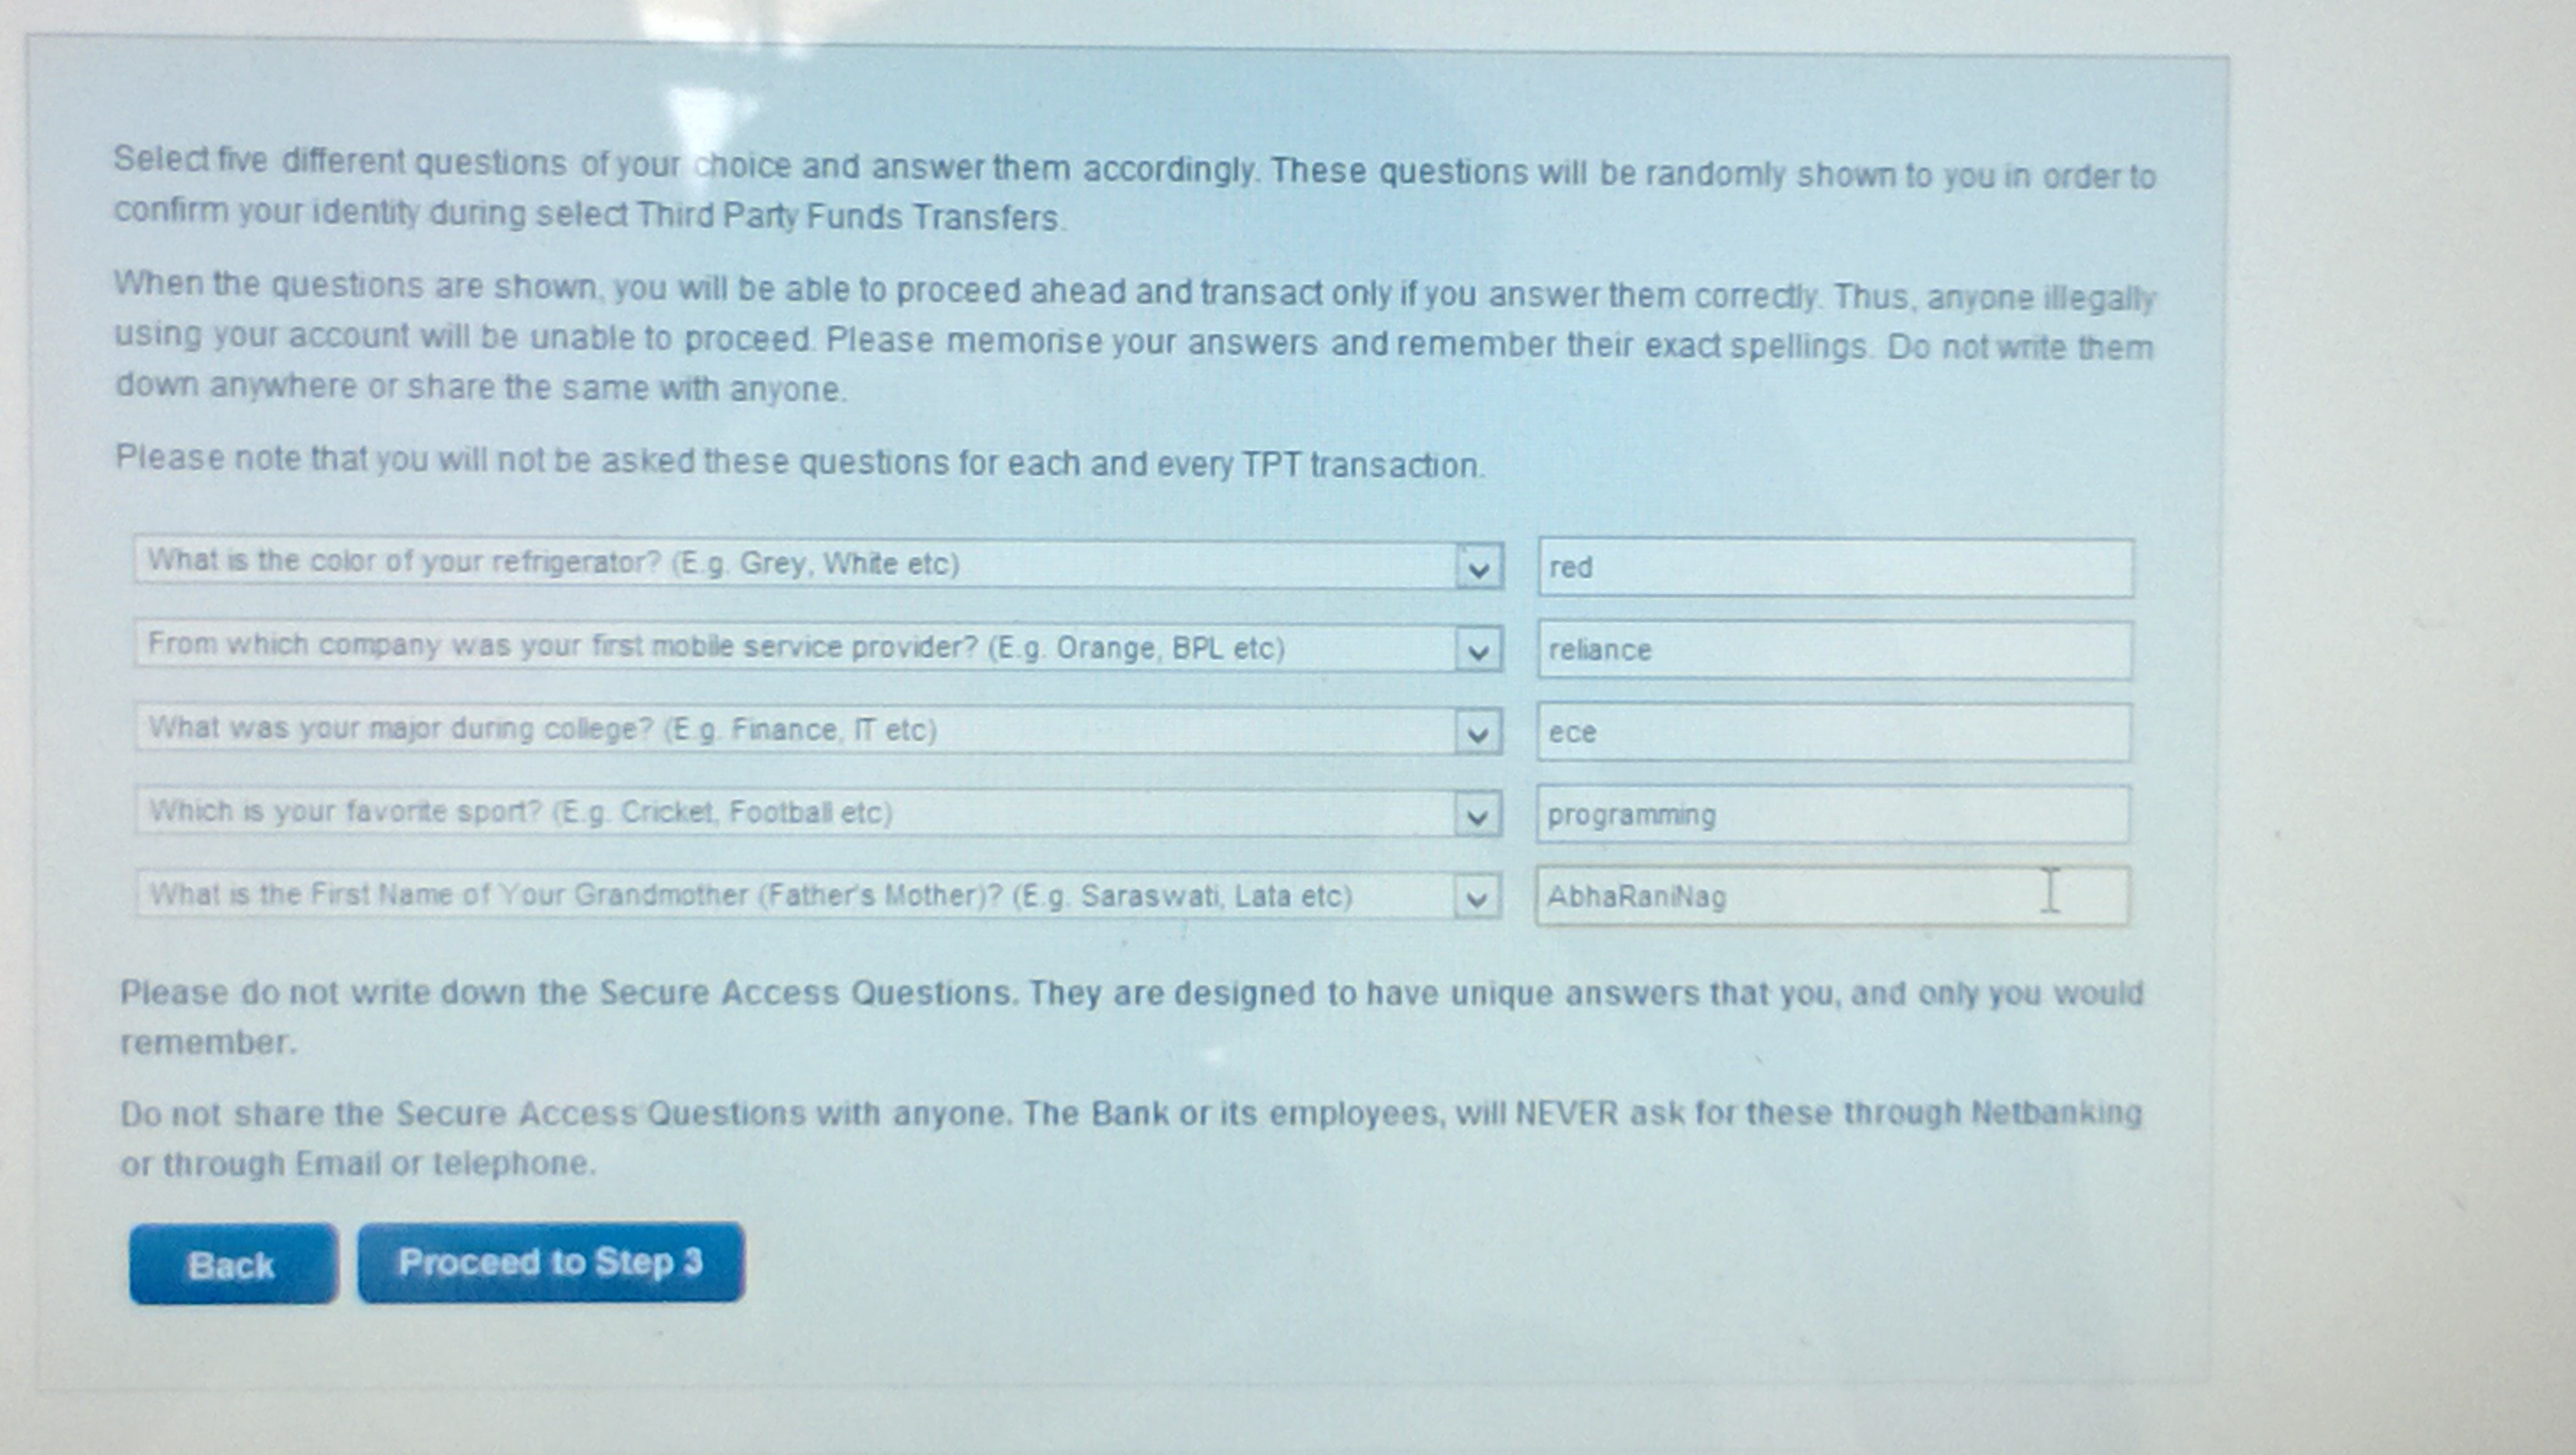 Select five different questions of your choice and answer them accordingly. These questions will be randomly shown to you in order to
confirm your identity during select Third Party Funds Transfers.
When the questions are shown, you will be able to proceed ahead and transact only if you answer them correctly. Thus, anyone illegally
using your account will be unable to proceed. Please memorise your answers and remember their exact spellings. Do not write them
down anywhere or share the same with anyone.
Please note that you will not be asked these questions for each and every TPT transaction.
What is the color of your refrigerator? (E.g. Grey, White etc) red
From which company was your first mobile service provider? (E.g. Orange, BPL etc) reliance
What was your major during college? (E.g. Finance, IT etc) ece
Which is your favorite sport? (E.g. Cricket, Football etc) programming
What is the First Name of Your Grandmother (Father's Mother)? (E.g. Saraswati, Lata etc) AbhaRaniNag
Please do not write down the Secure Access Questions. They are designed to have unique answers that you, and only you would
remember.
Do not share the Secure Access Questions with anyone. The Bank or its employees, will NEVER ask for these through Netbanking
or through Email or telephone.
Back Proceed to Step 3